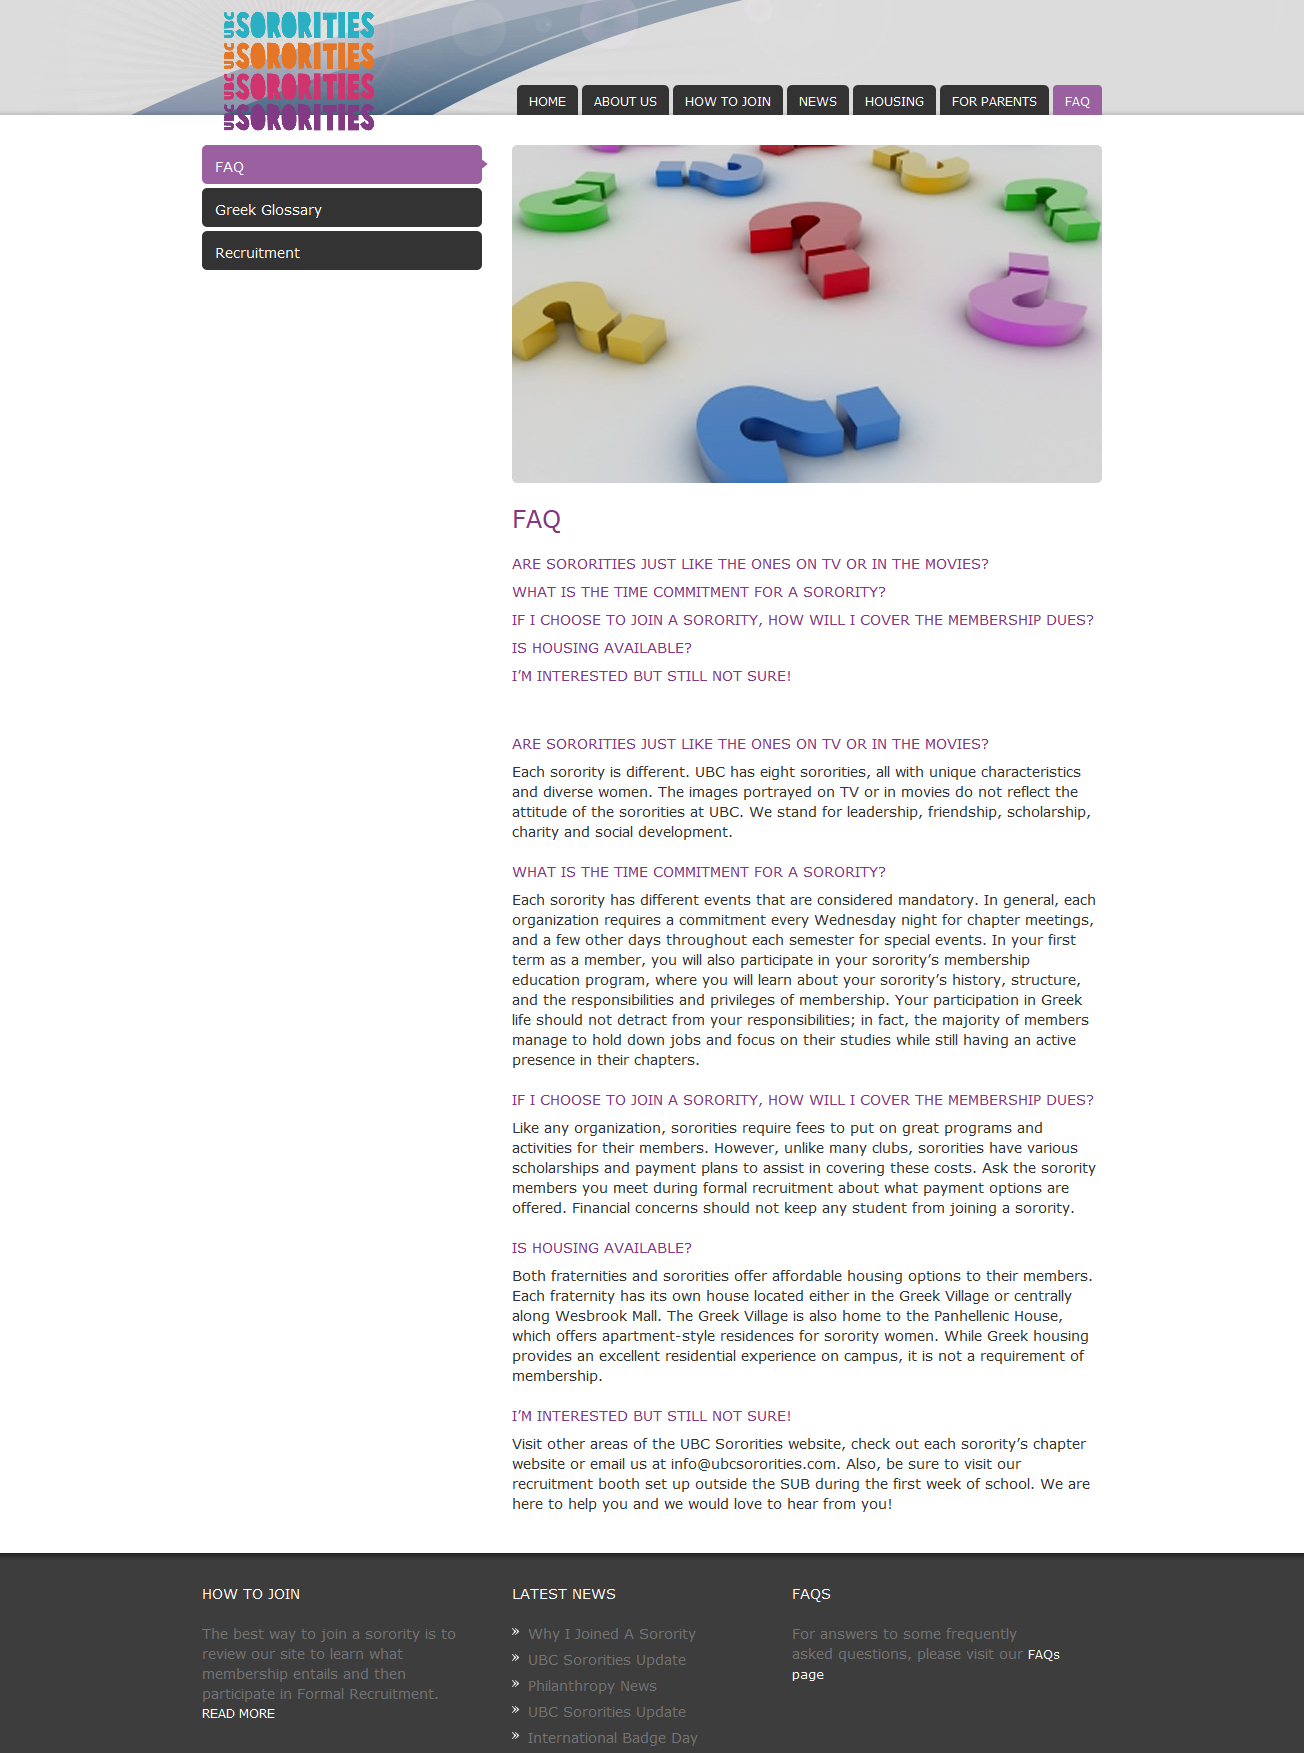 UBC SORORITIES
UBC SORORITIES
UBC SORORITIES
UBC SORORITIES
HOME
ABOUT US
HOW TO JOIN
NEWS
HOUSING
FOR PARENTS
FAQ
FAQ
Greek Glossary
Recruitment
FAQ
ARE SORORITIES JUST LIKE THE ONES ON TV OR IN THE MOVIES?
WHAT IS THE TIME COMMITMENT FOR A SORORITY?
IF I CHOOSE TO JOIN A SORORITY, HOW WILL I COVER THE MEMBERSHIP DUES?
IS HOUSING AVAILABLE?
I’M INTERESTED BUT STILL NOT SURE!
ARE SORORITIES JUST LIKE THE ONES ON TV OR IN THE MOVIES?
Each sorority is different. UBC has eight sororities, all with unique characteristics
and diverse women. The images portrayed on TV or in movies do not reflect the
attitude of the sororities at UBC. We stand for leadership, friendship, scholarship,
charity and social development.
WHAT IS THE TIME COMMITMENT FOR A SORORITY?
Each sorority has different events that are considered mandatory. In general, each
organization requires a commitment every Wednesday night for chapter meetings,
and a few other days throughout each semester for special events. In your first
term as a member, you will also participate in your sorority’s membership
education program, where you will learn about your sorority’s history, structure,
and the responsibilities and privileges of membership. Your participation in Greek
life should not detract from your responsibilities; in fact, the majority of members
manage to hold down jobs and focus on their studies while still having an active
presence in their chapters.
IF I CHOOSE TO JOIN A SORORITY, HOW WILL I COVER THE MEMBERSHIP DUES?
Like any organization, sororities require fees to put on great programs and
activities for their members. However, unlike many clubs, sororities have various
scholarships and payment plans to assist in covering these costs. Ask the sorority
members you meet during formal recruitment about what payment options are
offered. Financial concerns should not keep any student from joining a sorority.
IS HOUSING AVAILABLE?
Both fraternities and sororities offer affordable housing options to their members.
Each fraternity has its own house located either in the Greek Village or centrally
along Wesbrook Mall. The Greek Village is also home to the Panhellenic House,
which offers apartment-style residences for sorority women. While Greek housing
provides an excellent residential experience on campus, it is not a requirement of
membership.
I’M INTERESTED BUT STILL NOT SURE!
Visit other areas of the UBC Sororities website, check out each sorority’s chapter
website or email us at info@ubcsororities.com. Also, be sure to visit our
recruitment booth set up outside the SUB during the first week of school. We are
here to help you and we would love to hear from you!
HOW TO JOIN
The best way to join a sorority is to
review our site to learn what
membership entails and then
participate in Formal Recruitment.
READ MORE
LATEST NEWS
» Why I Joined A Sorority
» UBC Sororities Update
» Philanthropy News
» UBC Sororities Update
» International Badge Day
FAQS
For answers to some frequently
asked questions, please visit our FAQs
page